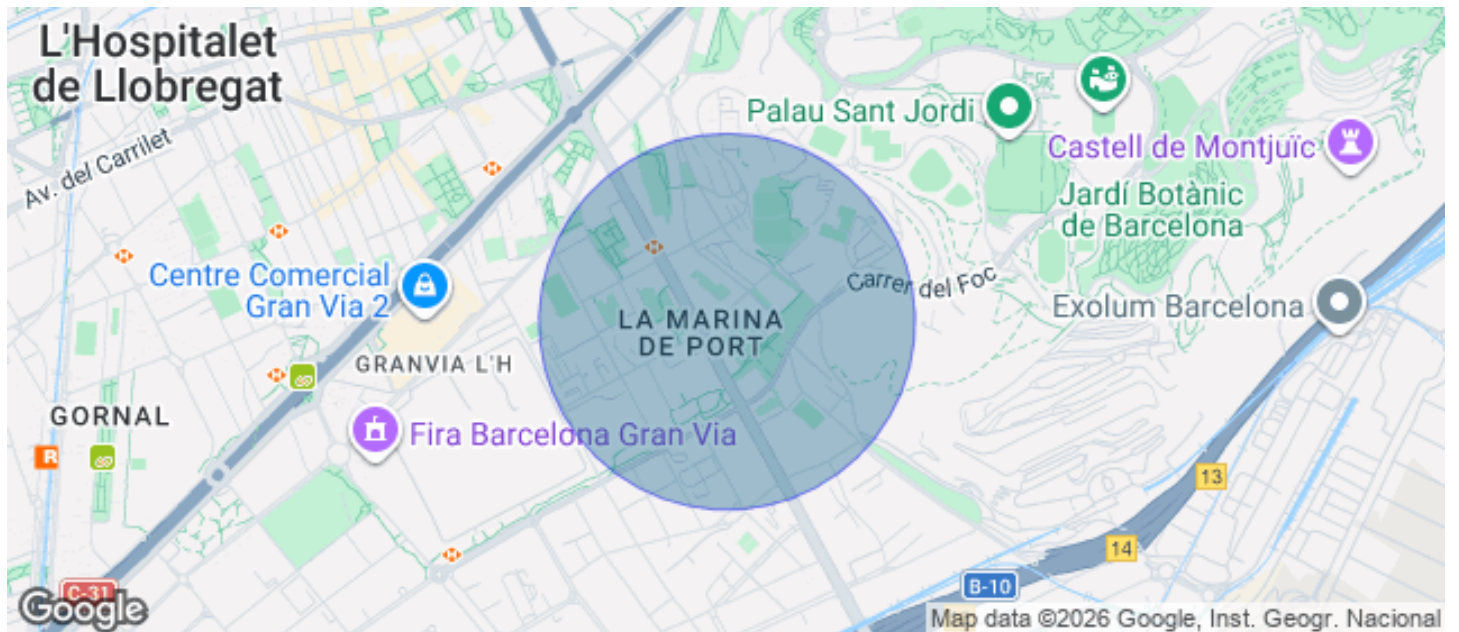 L'Hospitalet
de Llobregat
Av. del Carrilet
Palau Sant Jordi
Castell de Montjuïc
Jardí Botànic
de Barcelona
Centre Comercial
Gran Via 2
Carrer del Foc
Exolum Barcelona
LA MARINA
DE PORT
GRANVIA L'H
GORNAL
Fira Barcelona Gran Via
R
13
14
C-31
B-10
Google
Map data ©2026 Google, Inst. Geogr. Nacional